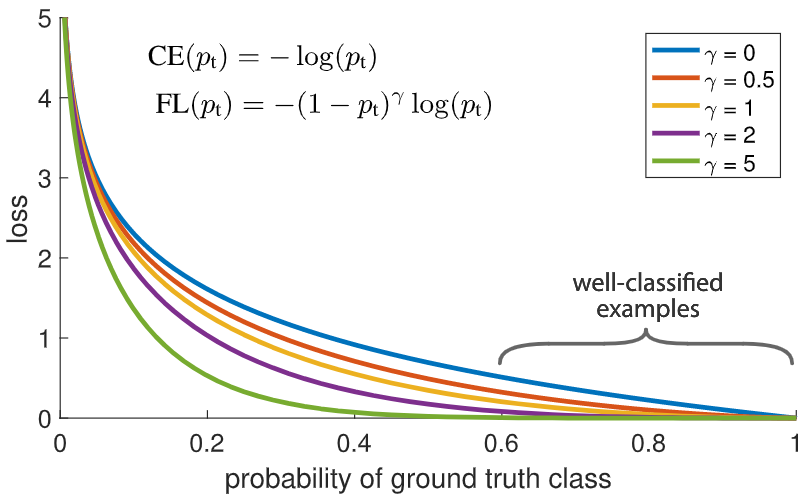 CE(pₜ) = − log(pₜ)
FL(pₜ) = −(1 − pₜ)^γ log(pₜ)
γ = 0
γ = 0.5
γ = 1
γ = 2
γ = 5
well-classified
examples
loss
5
4
3
2
1
0
0
0.2
0.4
0.6
0.8
1
probability of ground truth class